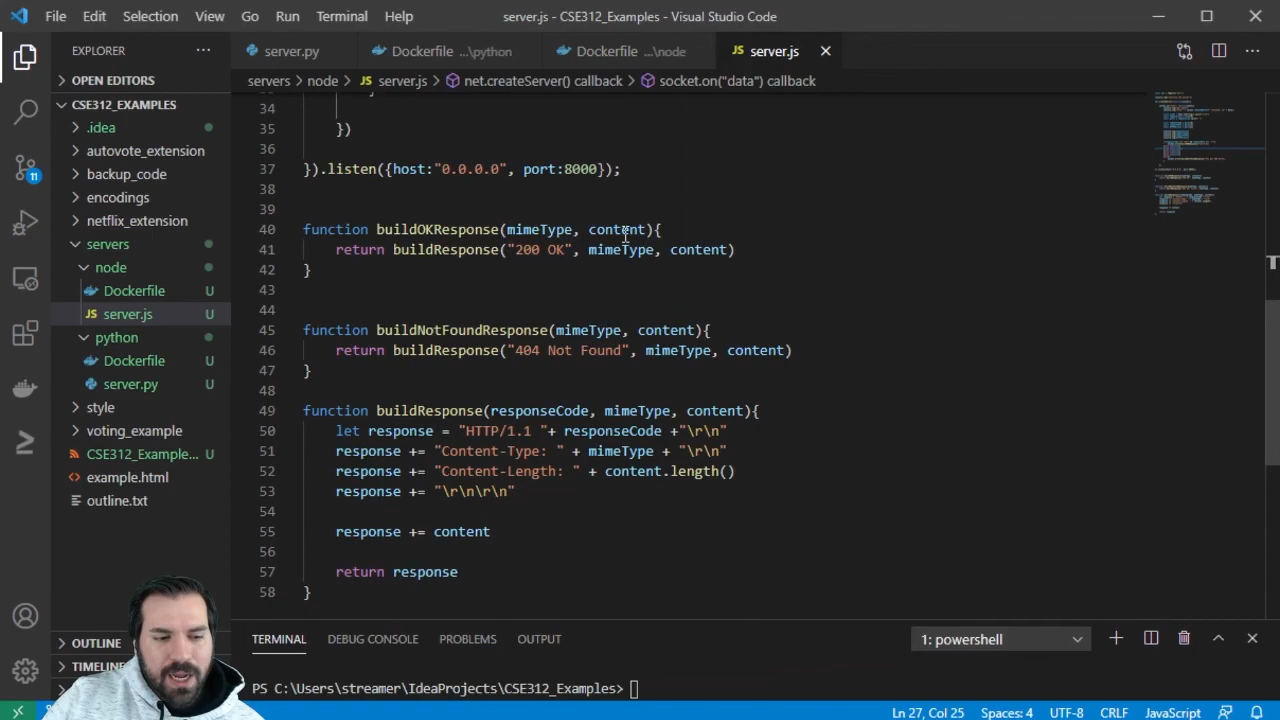 File Edit Selection View Go Run Terminal Help server.js - CSE312_Examples - Visual Studio Code
EXPLORER
server.py Dockerfile ...\python Dockerfile ...\node JS server.js
OPEN EDITORS
servers > node > JS server.js > net.createServer() callback > socket.on("data") callback
CSE312_EXAMPLES
.idea
autovote_extension
backup_code
encodings
netflix_extension
servers
node
Dockerfile U
JS server.js U
python
Dockerfile U
server.py U
style
voting_example
CSE312_Example... U
example.html
outline.txt
OUTLINE
TIMELINE
11
34
35 })
36
37 }).listen({host:"0.0.0.0", port:8000});
38
39
40 function buildOKResponse(mimeType, content){
41 return buildResponse("200 OK", mimeType, content)
42 }
43
44
45 function buildNotFoundResponse(mimeType, content){
46 return buildResponse("404 Not Found", mimeType, content)
47 }
48
49 function buildResponse(responseCode, mimeType, content){
50 let response = "HTTP/1.1 "+ responseCode +"\r\n"
51 response += "Content-Type: " + mimeType + "\r\n"
52 response += "Content-Length: " + content.length()
53 response += "\r\n\r\n"
54
55 response += content
56
57 return response
58 }
TERMINAL DEBUG CONSOLE PROBLEMS OUTPUT 1: powershell
PS C:\Users\streamer\IdeaProjects\CSE312_Examples>
Ln 27, Col 25 Spaces: 4 UTF-8 CRLF JavaScript